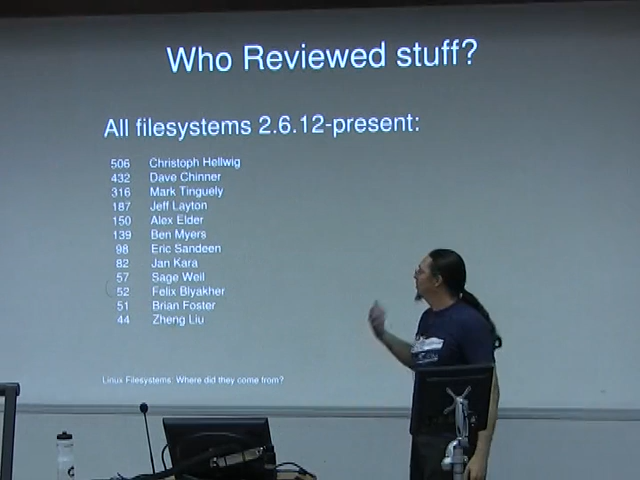 Who Reviewed stuff?
All filesystems 2.6.12-present:
506 Christoph Hellwig
432 Dave Chinner
316 Mark Tinguely
187 Jeff Layton
150 Alex Elder
139 Ben Myers
98 Eric Sandeen
82 Jan Kara
57 Sage Weil
52 Felix Blyakher
51 Brian Foster
44 Zheng Liu
Linux Filesystems: Where did they come from?